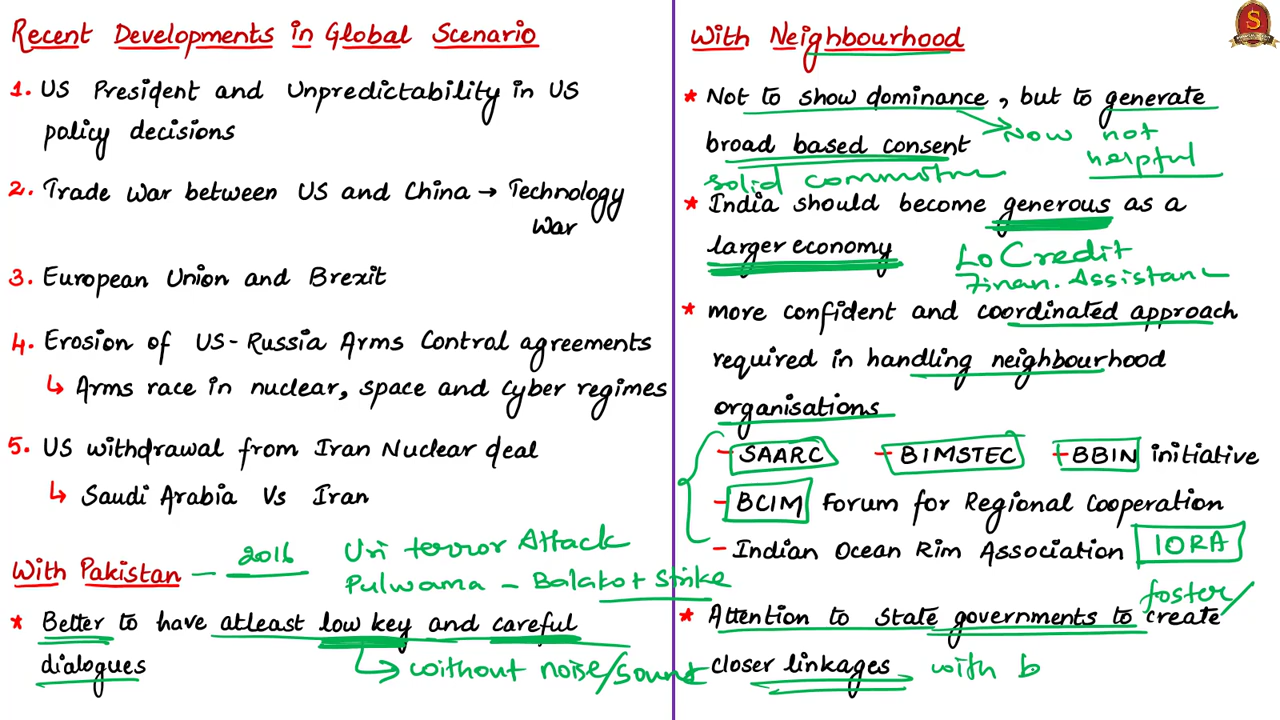 Recent Developments in Global Scenario
1. US President and Unpredictability in US
policy decisions
2. Trade War between US and China → Technology
War
3. European Union and Brexit
4. Erosion of US-Russia Arms Control agreements
↳ Arms race in nuclear, space and cyber regimes
5. US withdrawal from Iran Nuclear deal
↳ Saudi Arabia Vs Iran
With Pakistan – 2016 Uri terror Attack
Pulwama – Balakot Strike
* Better to have atleast low key and careful
dialogues → without noise/sound
With Neighbourhood
* Not to show dominance, but to generate
broad based consent → Now not
helpful
solid
* India should become generous as a
larger economy
Lo Credit
Finan. Assistan
* more confident and coordinated approach
required in handling neighbourhood
organisations
- SAARC - BIMSTEC - BBIN initiative
- BCIM Forum for Regional Cooperation
- Indian Ocean Rim Association IORA
foster/
* Attention to State governments to create
closer linkages with b
S